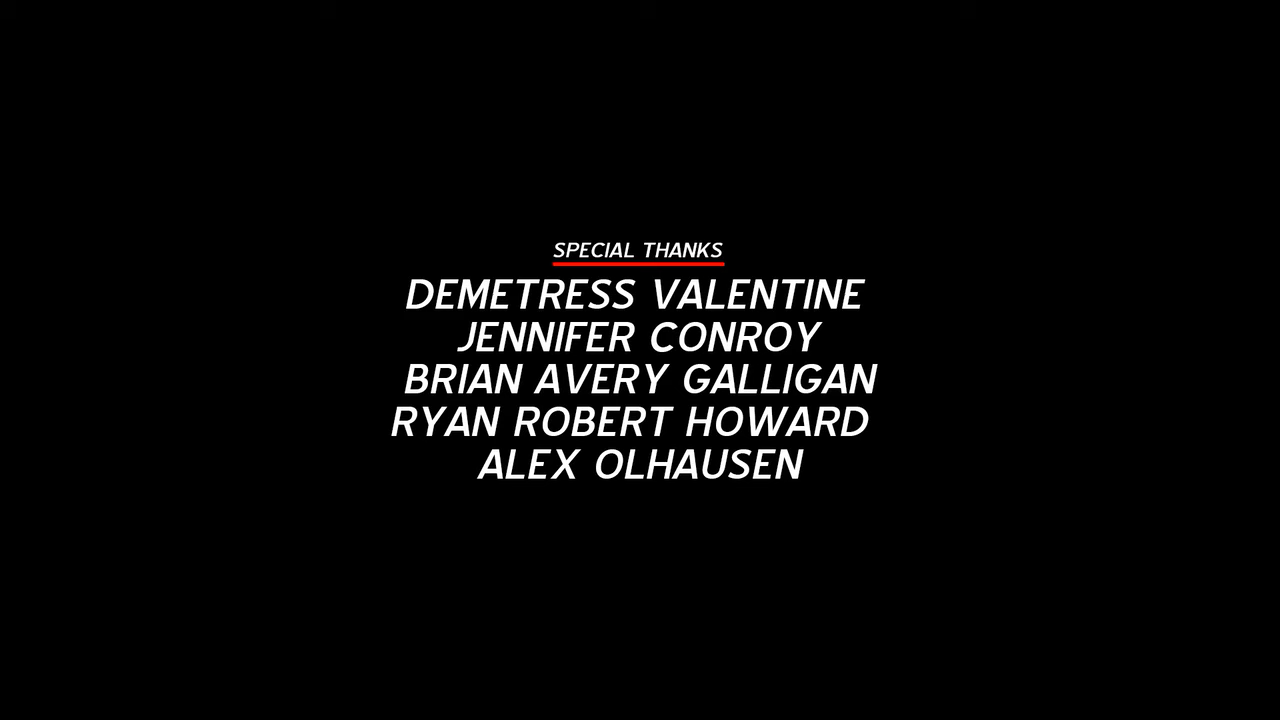 SPECIAL THANKS
DEMETRESS VALENTINE
JENNIFER CONROY
BRIAN AVERY GALLIGAN
RYAN ROBERT HOWARD
ALEX OLHAUSEN